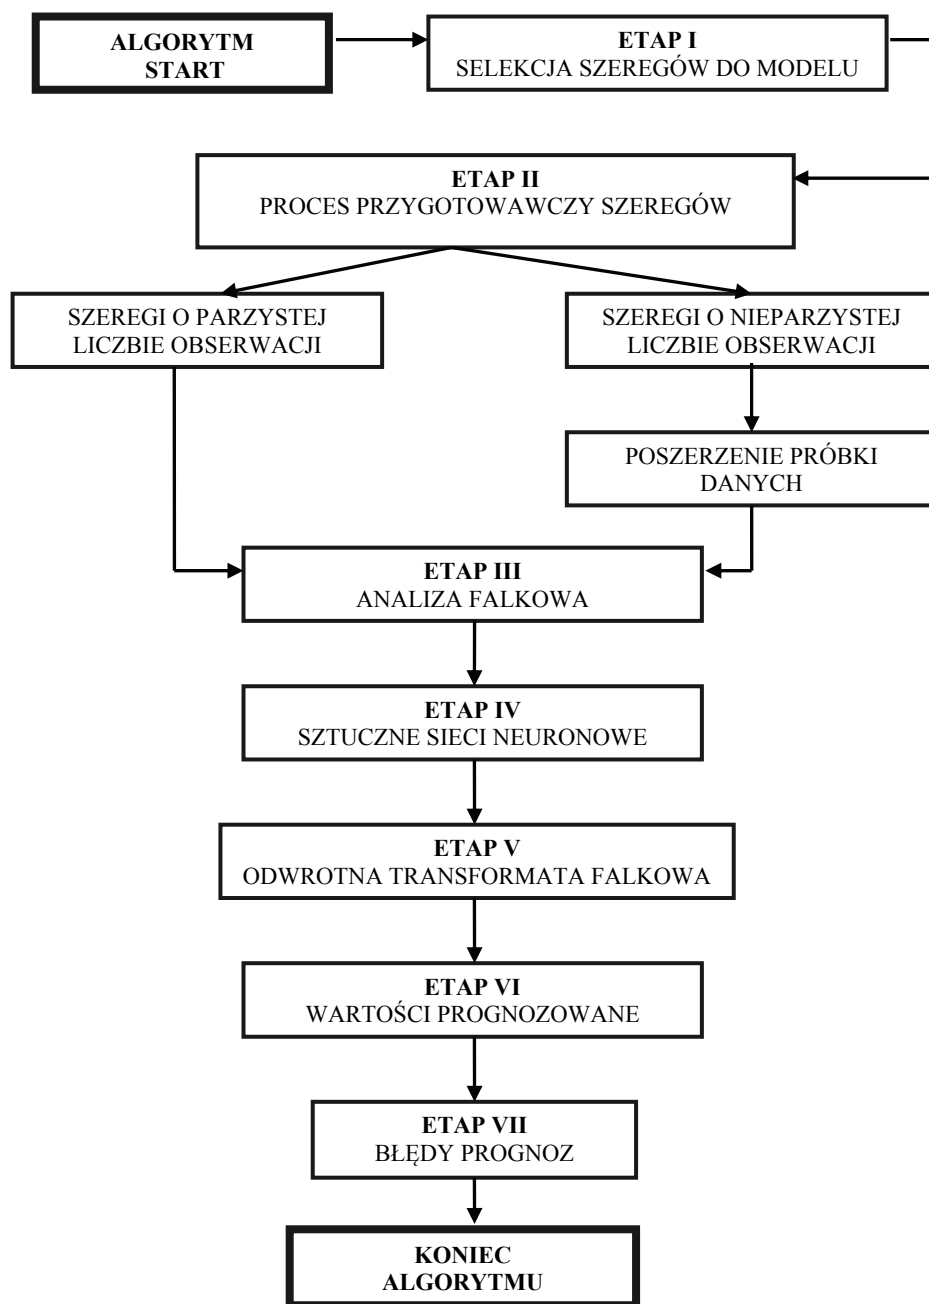 ALGORYTM
START
ETAP I
SELEKCJA SZEREGÓW DO MODELU
ETAP II
PROCES PRZYGOTOWAWCZY SZEREGÓW
SZEREGI O PARZYSTEJ
LICZBIE OBSERWACJI
SZEREGI O NIEPARZYSTEJ
LICZBIE OBSERWACJI
POSZERZENIE PRÓBKI
DANYCH
ETAP III
ANALIZA FALKOWA
ETAP IV
SZTUCZNE SIECI NEURONOWE
ETAP V
ODWROTNA TRANSFORMATA FALKOWA
ETAP VI
WARTOŚCI PROGNOZOWANE
ETAP VII
BŁĘDY PROGNOZ
KONIEC
ALGORYTMU